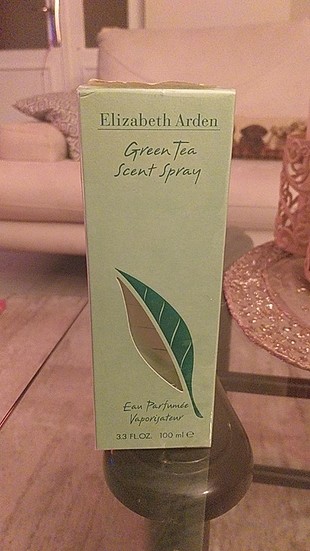 Elizabeth Arden
Green Tea
Scent Spray
Eau Parfumée
Vaporisateur
3.3 FL.OZ. 100 ml ℮